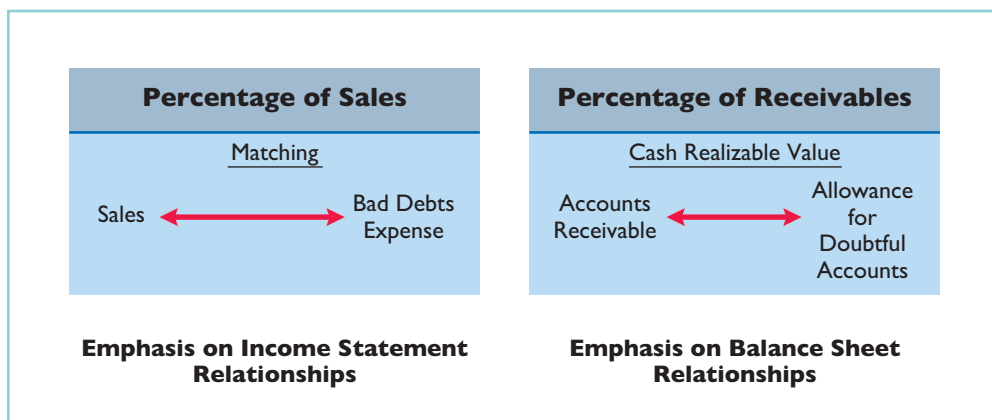 Percentage of Sales
Matching
Sales
Bad Debts
Expense
Emphasis on Income Statement
Relationships
Percentage of Receivables
Cash Realizable Value
Accounts
Receivable
Allowance
for
Doubtful
Accounts
Emphasis on Balance Sheet
Relationships